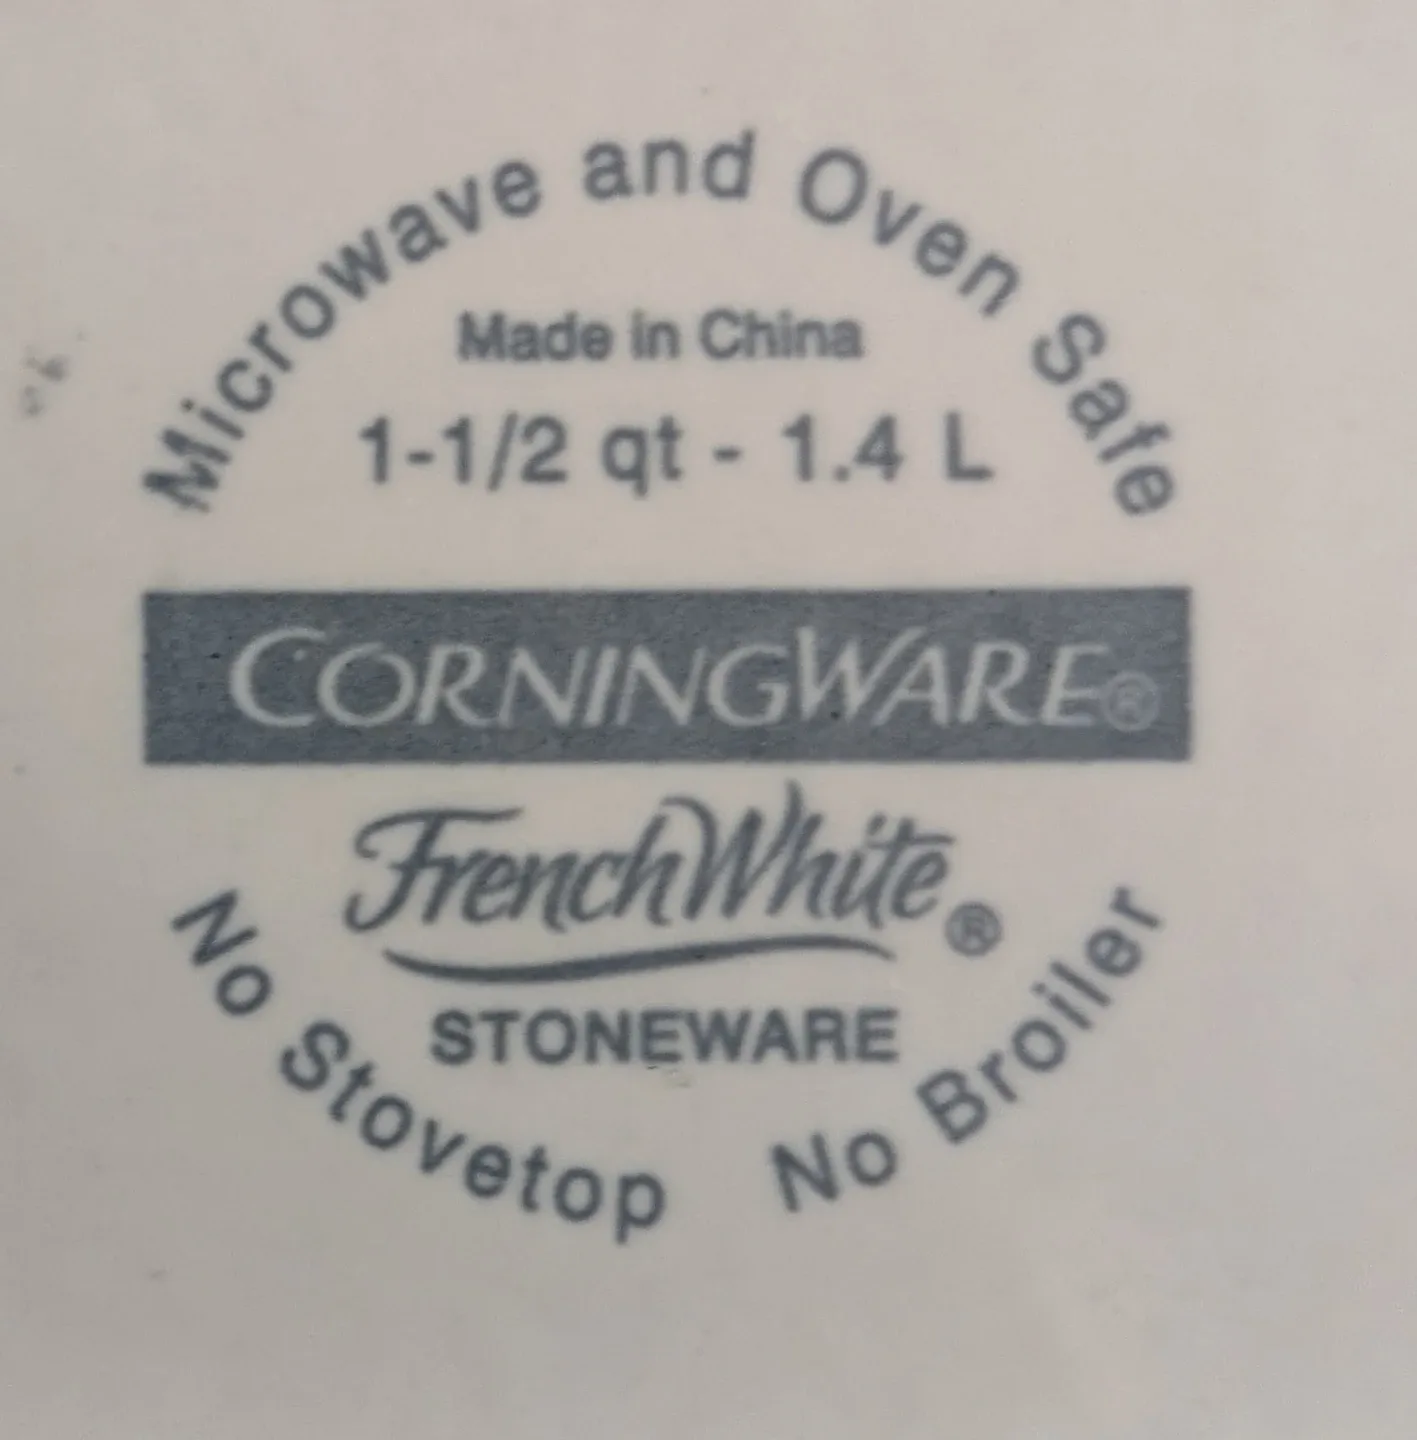 Microwave and Oven Safe
Made in China
1-1/2 qt - 1.4 L
CORNINGWARE®
FrenchWhite®
STONEWARE
No Stovetop No Broiler